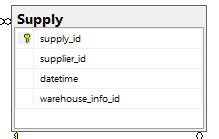 Supply
supply_id
supplier_id
datetime
warehouse_info_id